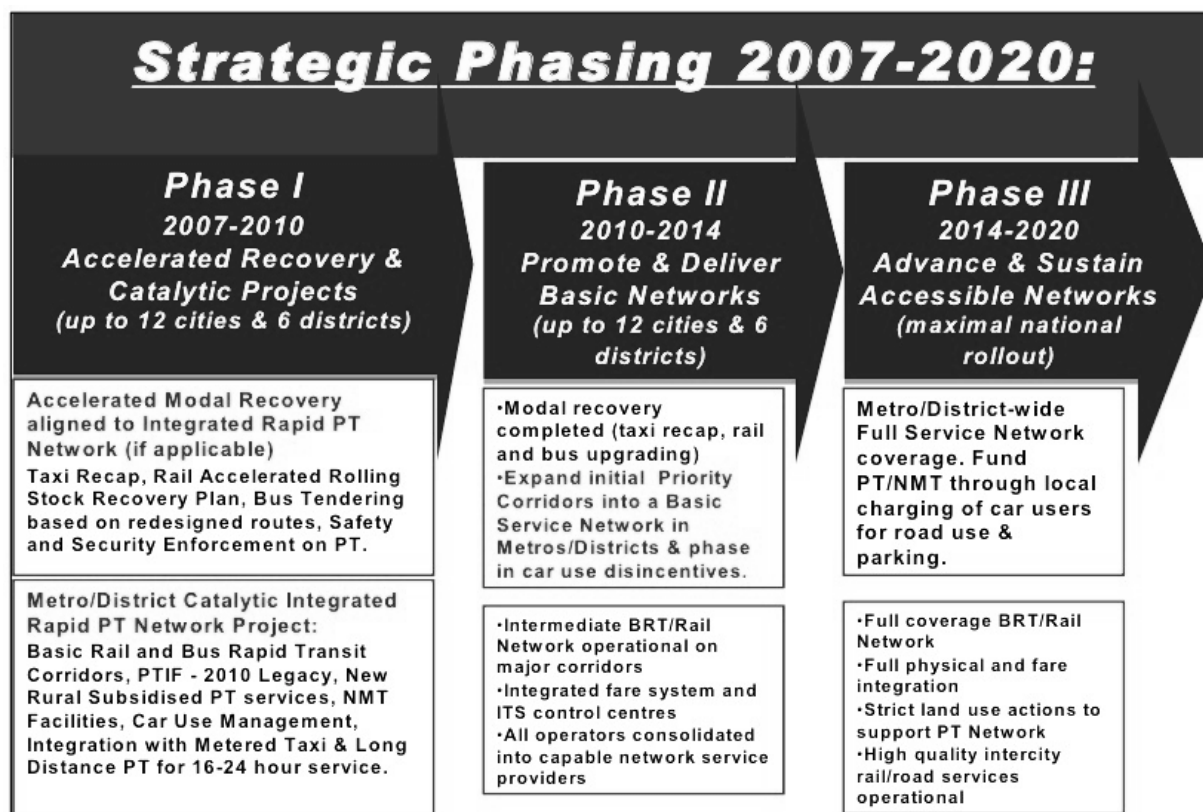 Strategic Phasing 2007-2020:
Phase I
2007-2010
Accelerated Recovery &
Catalytic Projects
(up to 12 cities & 6 districts)
Accelerated Modal Recovery
aligned to Integrated Rapid PT
Network (if applicable)
Taxi Recap, Rail Accelerated Rolling
Stock Recovery Plan, Bus Tendering
based on redesigned routes, Safety
and Security Enforcement on PT.
Metro/District Catalytic Integrated
Rapid PT Network Project:
Basic Rail and Bus Rapid Transit
Corridors, PTIF - 2010 Legacy, New
Rural Subsidised PT services, NMT
Facilities, Car Use Management,
Integration with Metered Taxi & Long
Distance PT for 16-24 hour service.
Phase II
2010-2014
Promote & Deliver
Basic Networks
(up to 12 cities & 6
districts)
•Modal recovery
completed (taxi recap, rail
and bus upgrading)
•Expand initial Priority
Corridors into a Basic
Service Network in
Metros/Districts & phase
in car use disincentives.
•Intermediate BRT/Rail
Network operational on
major corridors
•Integrated fare system and
ITS control centres
•All operators consolidated
into capable network service
providers
Phase III
2014-2020
Advance & Sustain
Accessible Networks
(maximal national
rollout)
Metro/District-wide
Full Service Network
coverage. Fund
PT/NMT through local
charging of car users
for road use &
parking.
•Full coverage BRT/Rail
Network
•Full physical and fare
integration
•Strict land use actions to
support PT Network
•High quality intercity
rail/road services
operational